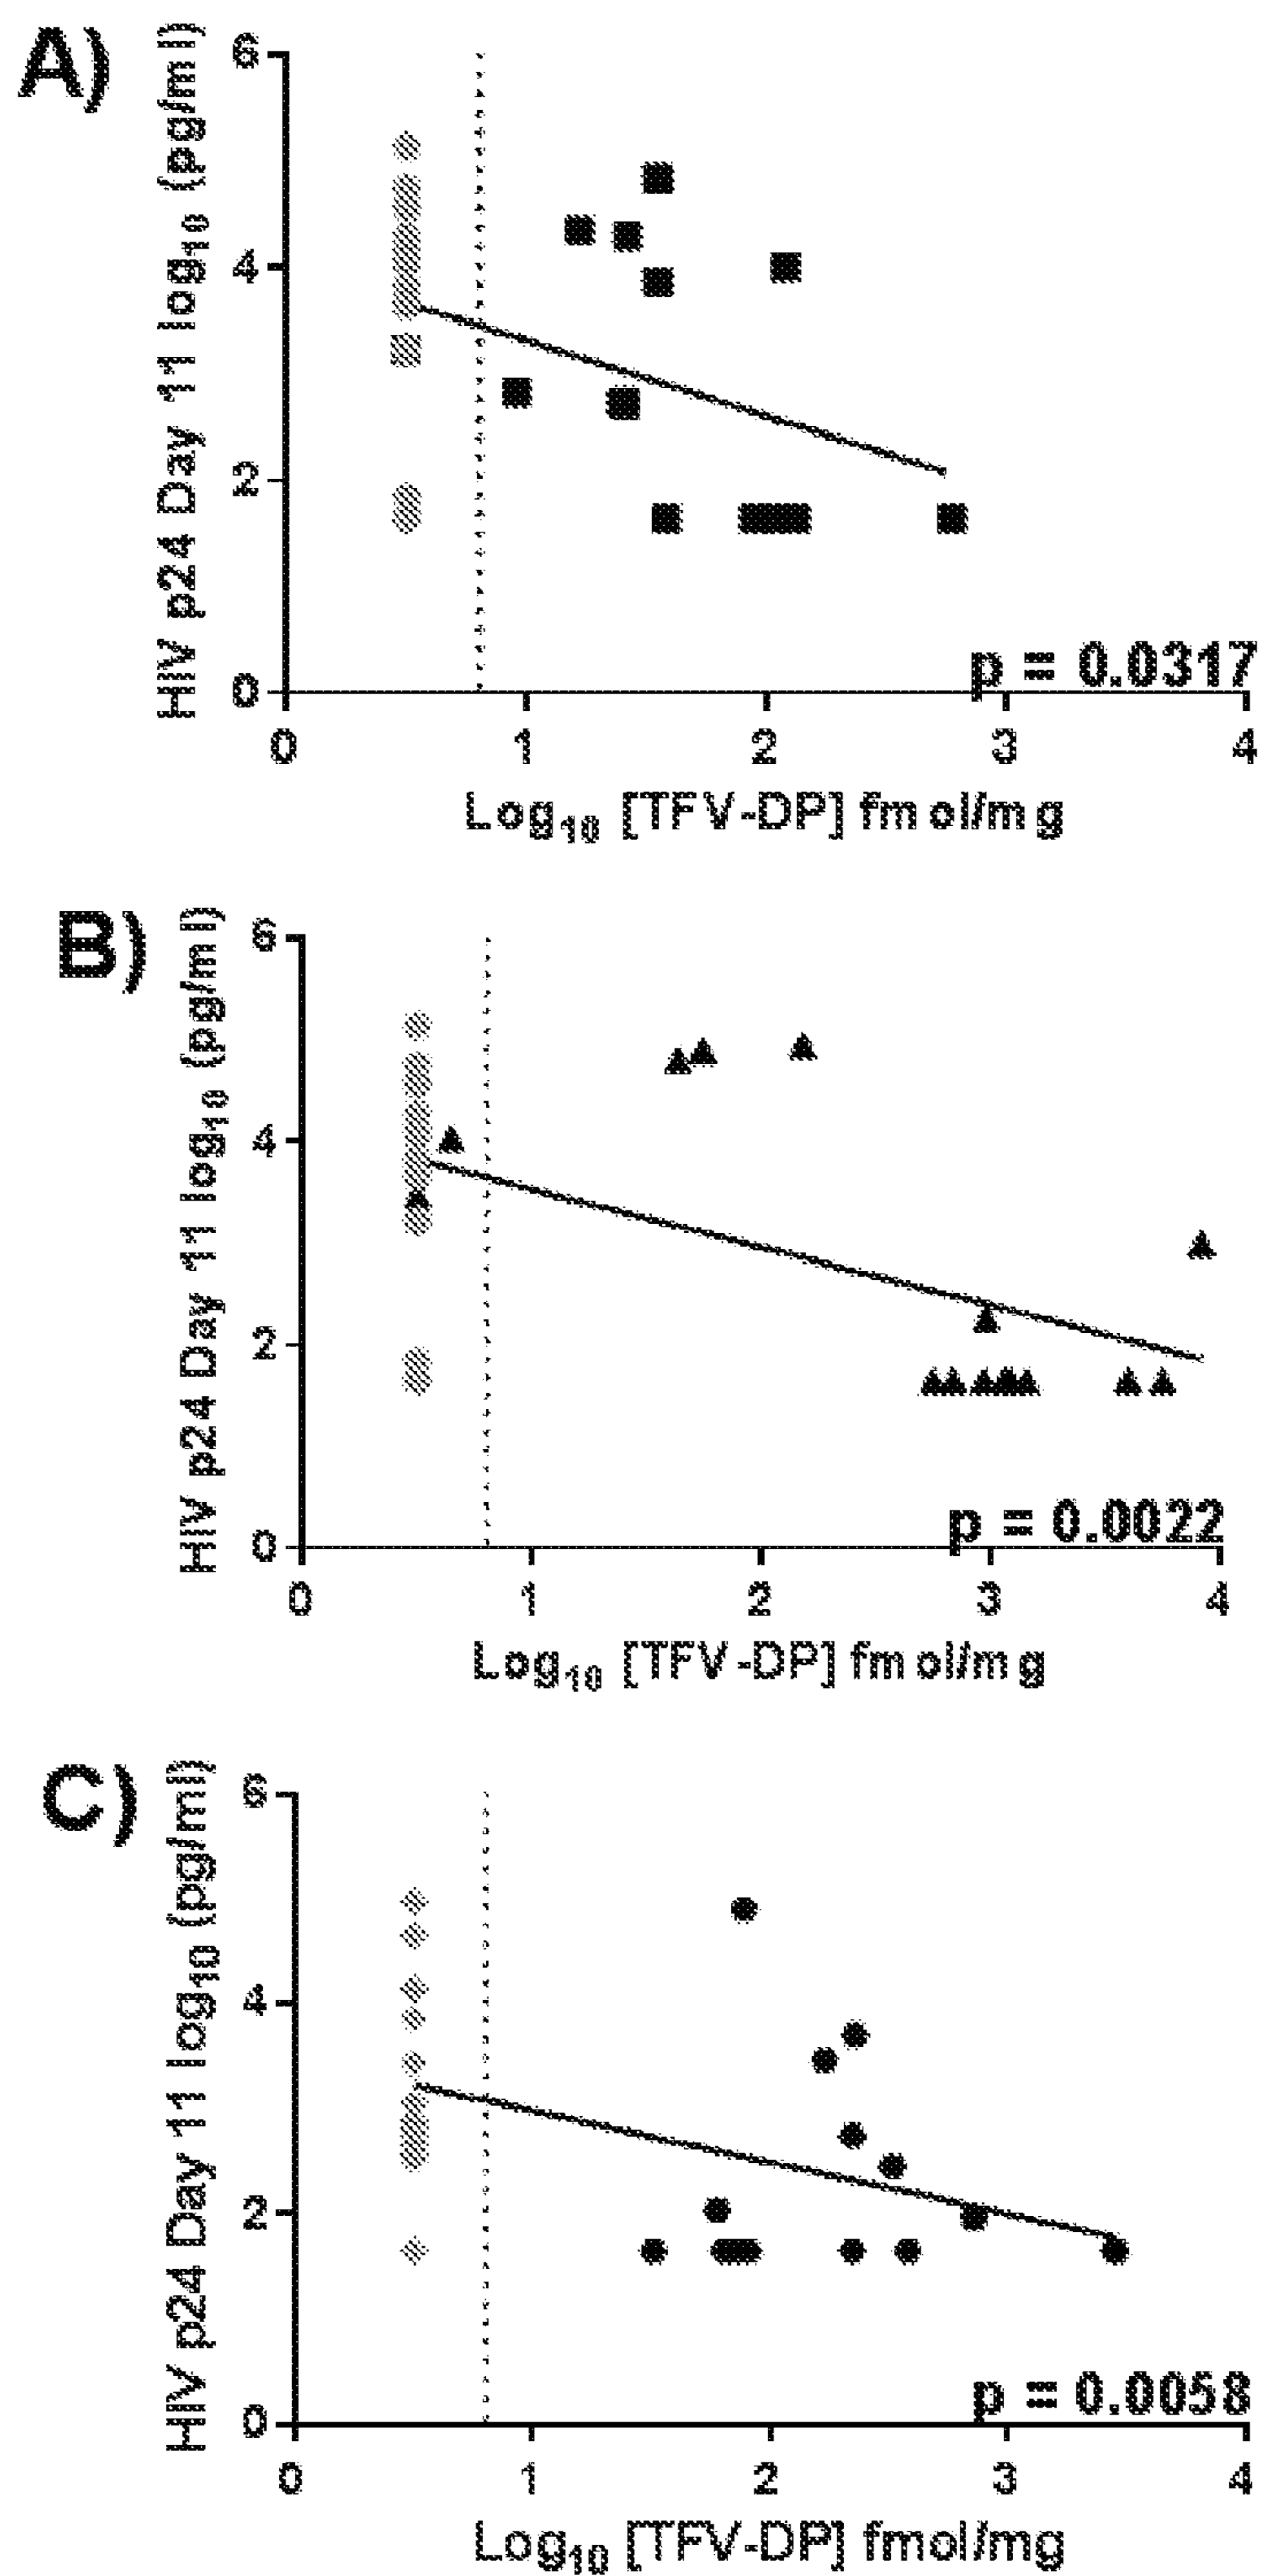 A)
HIV p24 Day 11 log10 (pg/ml)
6
4
2
0
p = 0.0317
0 1 2 3 4
Log10 [TFV-DP] fmol/mg
B)
HIV p24 Day 11 log10 (pg/ml)
6
4
2
0
p = 0.0022
0 1 2 3 4
Log10 [TFV-DP] fmol/mg
C)
HIV p24 Day 11 log10 (pg/ml)
6
4
2
0
p = 0.0058
0 1 2 3 4
Log10 [TFV-DP] fmol/mg